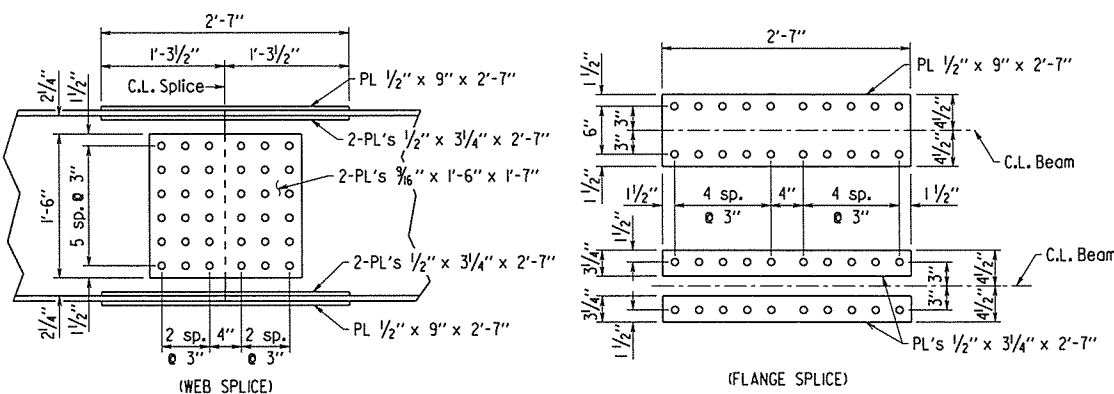 2'-7"
1'-3½" 1'-3½"
C.L. Splice
PL ½" x 9" x 2'-7"
2¼"
1½"
2-PL's ½" x 3¼" x 2'-7"
2-PL's 9/16" x 1'-6" x 1'-7"
1'-6"
5 sp. @ 3"
2-PL's ½" x 3¼" x 2'-7"
PL ½" x 9" x 2'-7"
2¼"
1½"
2 sp. 4" 2 sp.
@ 3" @ 3"
(WEB SPLICE)
2'-7"
PL ½" x 9" x 2'-7"
1½"
6"
3"
3"
1½"
4½"
4½"
C.L. Beam
1½" 4 sp. 4" 4 sp. 1½"
@ 3" @ 3"
1½"
3¼"
3¼"
1½"
3"
3"
4½"
4½"
C.L. Beam
PL's ½" x 3¼" x 2'-7"
(FLANGE SPLICE)